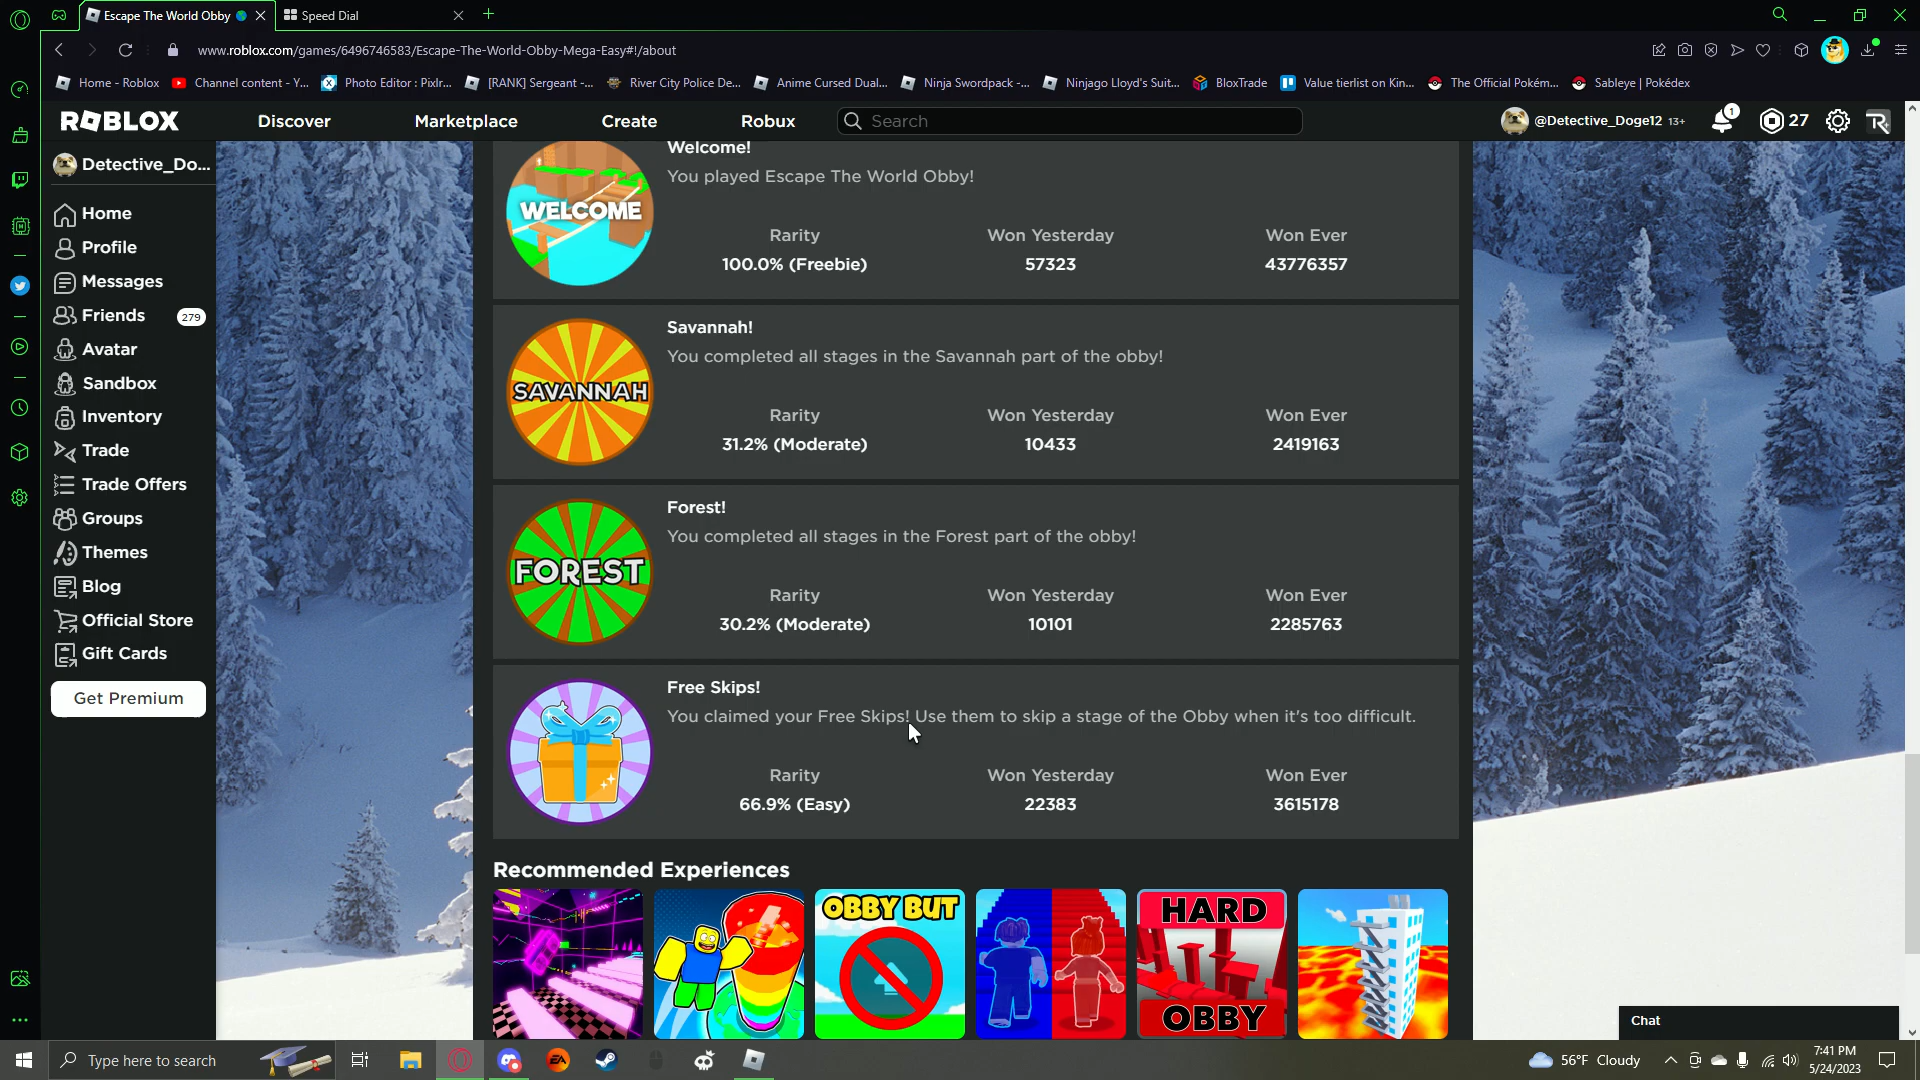 Escape The World Obby
Speed Dial
www.roblox.com/games/6496746583/Escape-The-World-Obby-Mega-Easy#!/about
Home - Roblox
Channel content - Y...
Photo Editor : Pixlr...
[RANK] Sergeant -...
River City Police De...
Anime Cursed Dual...
Ninja Swordpack -...
Ninjago Lloyd's Suit...
BloxTrade
Value tierlist on Kin...
The Official Pokém...
Sableye | Pokédex
ROBLOX
Discover
Marketplace
Create
Robux
Search
@Detective_Doge12 13+
1
27
Detective_Do...
Home
Profile
Messages
Friends
279
Avatar
Sandbox
Inventory
Trade
Trade Offers
Groups
Themes
Blog
Official Store
Gift Cards
Get Premium
WELCOME
Welcome!
You played Escape The World Obby!
Rarity
Won Yesterday
Won Ever
100.0% (Freebie)
57323
43776357
SAVANNAH
Savannah!
You completed all stages in the Savannah part of the obby!
Rarity
Won Yesterday
Won Ever
31.2% (Moderate)
10433
2419163
FOREST
Forest!
You completed all stages in the Forest part of the obby!
Rarity
Won Yesterday
Won Ever
30.2% (Moderate)
10101
2285763
Free Skips!
You claimed your Free Skips! Use them to skip a stage of the Obby when it's too difficult.
Rarity
Won Yesterday
Won Ever
66.9% (Easy)
22383
3615178
Recommended Experiences
OBBY BUT
HARD
OBBY
Chat
Type here to search
EA
56°F Cloudy
7:41 PM
5/24/2023